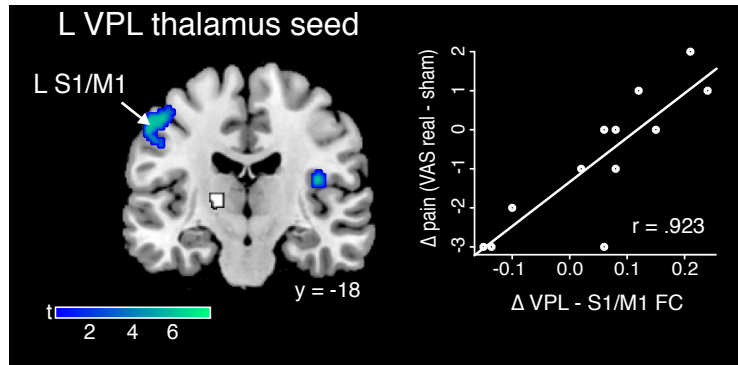 L VPL thalamus seed
L S1/M1
y = -18
t
2 4 6
Δ pain (VAS real - sham)
2
1
0
-1
-2
-3
r = .923
-0.1 0.0 0.1 0.2
Δ VPL - S1/M1 FC